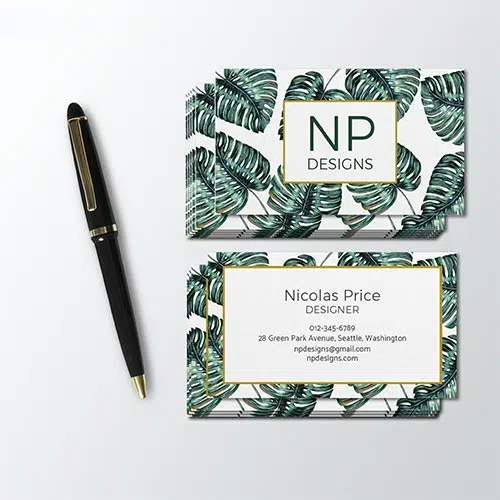 NP
DESIGNS
Nicolas Price
DESIGNER
012-345-6789
28 Green Park Avenue, Seattle, Washington
npdesigns@gmail.com
npdesigns.com